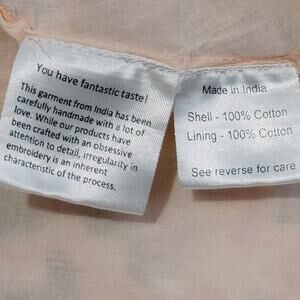 You have fantastic taste!
This garment from India has been
carefully handmade with a lot of
love. While our products have
been crafted with an obsessive
attention to detail, irregularity in
embroidery is an inherent
characteristic of the process.
Made in India
Shell - 100% Cotton
Lining - 100% Cotton
See reverse for care